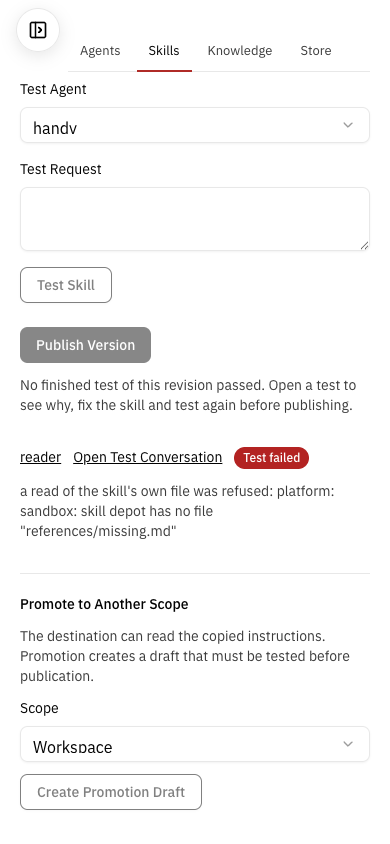 Agents Skills Knowledge Store
Test Agent
handv
Test Request
Test Skill
Publish Version
No finished test of this revision passed. Open a test to
see why, fix the skill and test again before publishing.
reader Open Test Conversation Test failed
a read of the skill's own file was refused: platform:
sandbox: skill depot has no file
"references/missing.md"
Promote to Another Scope
The destination can read the copied instructions.
Promotion creates a draft that must be tested before
publication.
Scope
Workspace
Create Promotion Draft